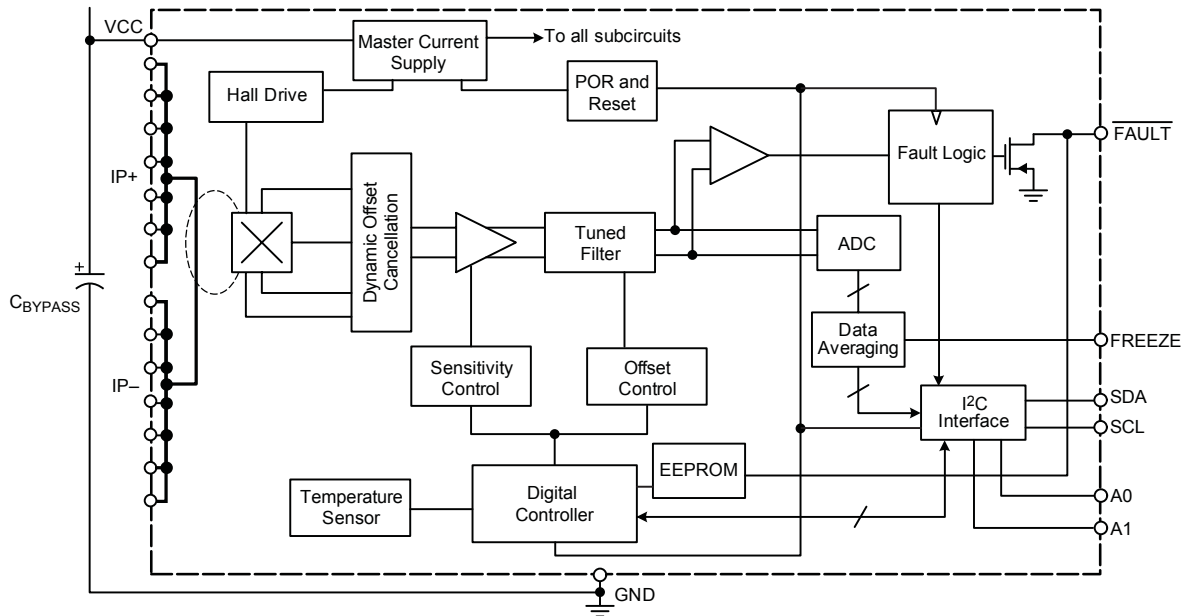 VCC
Master Current
Supply
To all subcircuits
Hall Drive
POR and
Reset
FAULT
Fault Logic
IP+
Dynamic Offset
Cancellation
Tuned
Filter
ADC
+
CBYPASS
Data
Averaging
FREEZE
Sensitivity
Control
Offset
Control
IP–
I²C
Interface
SDA
SCL
EEPROM
Temperature
Sensor
Digital
Controller
A0
A1
GND